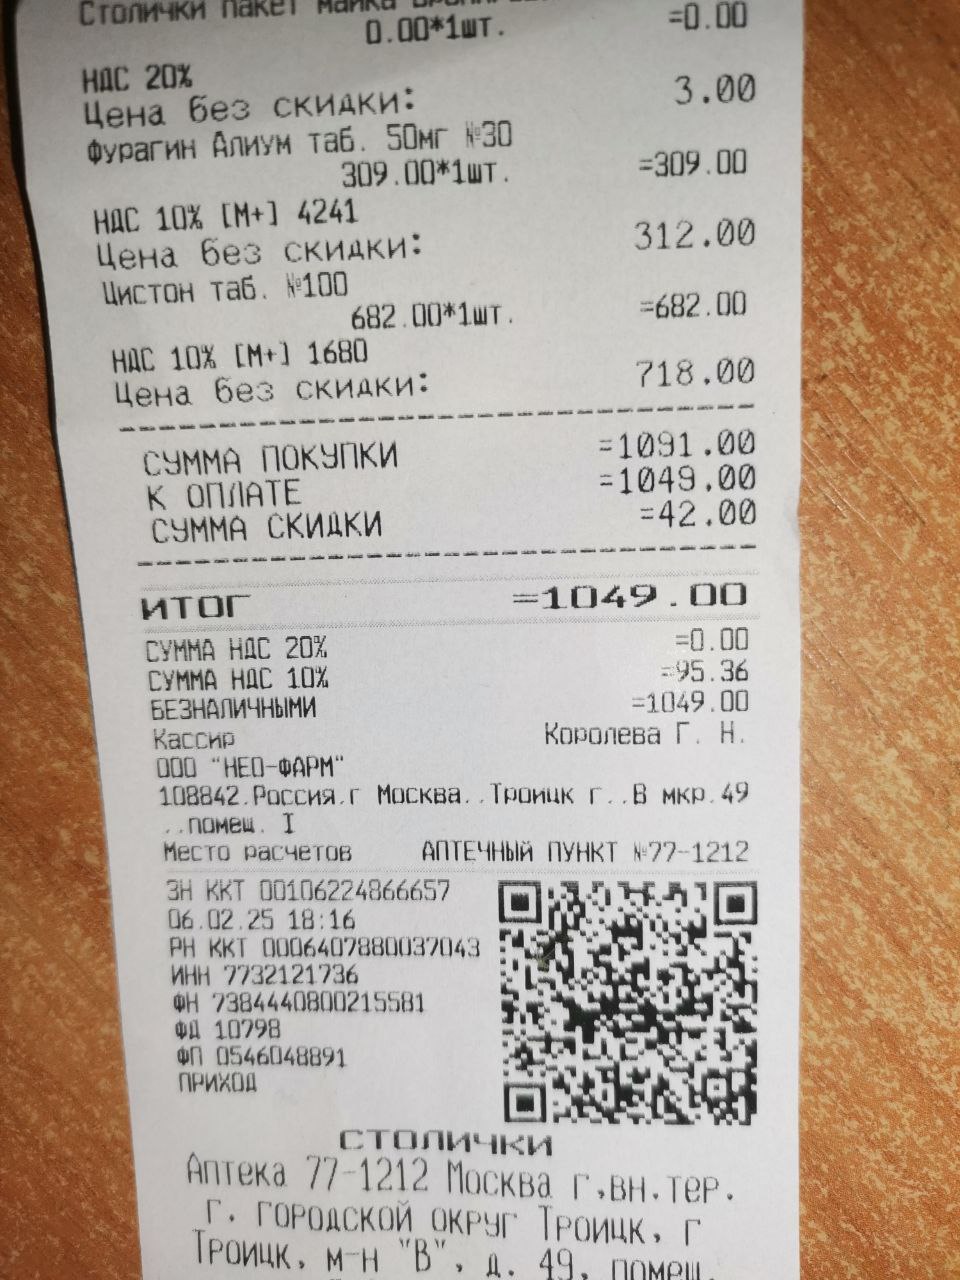 Столички пакет майка
0.00*1шт. =0.00
НДС 20%
Цена без скидки: 3.00
Фурагин Алиум таб. 50мг №30
309.00*1шт. =309.00
НДС 10% [М+] 4241
Цена без скидки: 312.00
Цистон таб. №100
682.00*1шт. =682.00
НДС 10% [М+] 1680
Цена без скидки: 718.00
СУММА ПОКУПКИ =1091.00
К ОПЛАТЕ =1049.00
СУММА СКИДКИ =42.00
ИТОГ =1049.00
СУММА НДС 20% =0.00
СУММА НДС 10% =95.36
БЕЗНАЛИЧНЫМИ =1049.00
Кассир Королева Г. Н.
ООО "НЕО-ФАРМ"
108842.Россия.г Москва..Троицк г..В мкр.49
..помещ. I
Место расчетов АПТЕЧНЫЙ ПУНКТ №77-1212
ЗН ККТ 00106224866657
06.02.25 18:16
РН ККТ 0006407880037043
ИНН 7732121736
ФН 7384440800215581
ФД 10798
ФП 0546048891
ПРИХОД
СТОЛИЧКИ
Аптека 77-1212 Москва г,вн.тер.
г. городской округ Троицк, г
Троицк, м-н "В", д. 49, помещ.